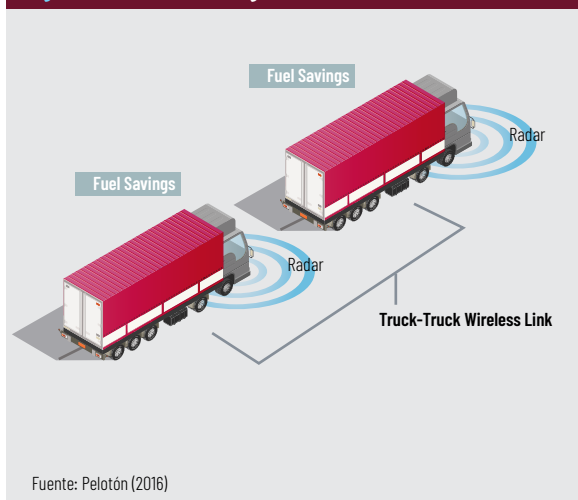 Fuel Savings
Radar
Fuel Savings
Radar
Truck-Truck Wireless Link
Fuente: Pelotón (2016)